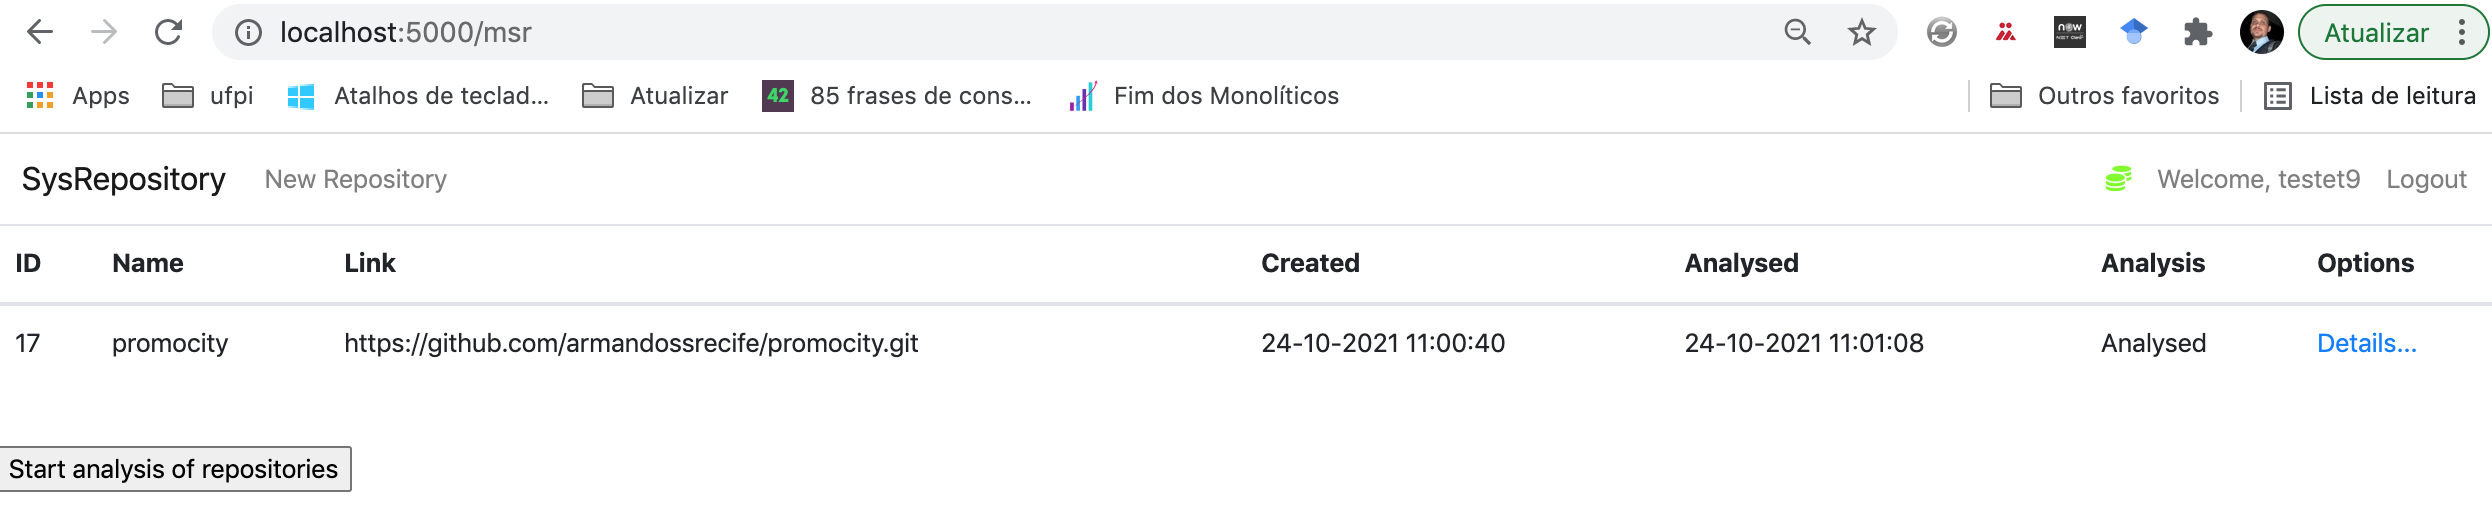 localhost:5000/msr Atualizar
Apps ufpi Atalhos de teclad... Atualizar 42 85 frases de cons... Fim dos Monolíticos Outros favoritos Lista de leitura
SysRepository New Repository Welcome, testet9 Logout
ID Name Link Created Analysed Analysis Options
17 promocity https://github.com/armandossrecife/promocity.git 24-10-2021 11:00:40 24-10-2021 11:01:08 Analysed Details...
Start analysis of repositories